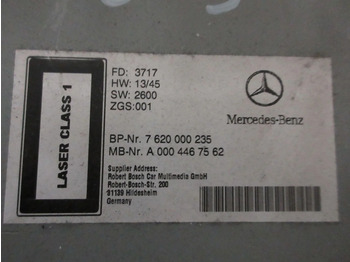 LASER CLASS 1
FD: 3717
HW: 13/45
SW: 2600
ZGS:001
Mercedes-Benz
BP-Nr. 7 620 000 235
MB-Nr. A 000 446 75 62
Supplier Address:
Robert Bosch Car Multimedia GmbH
Robert-Bosch-Str. 200
31139 Hildesheim
Germany